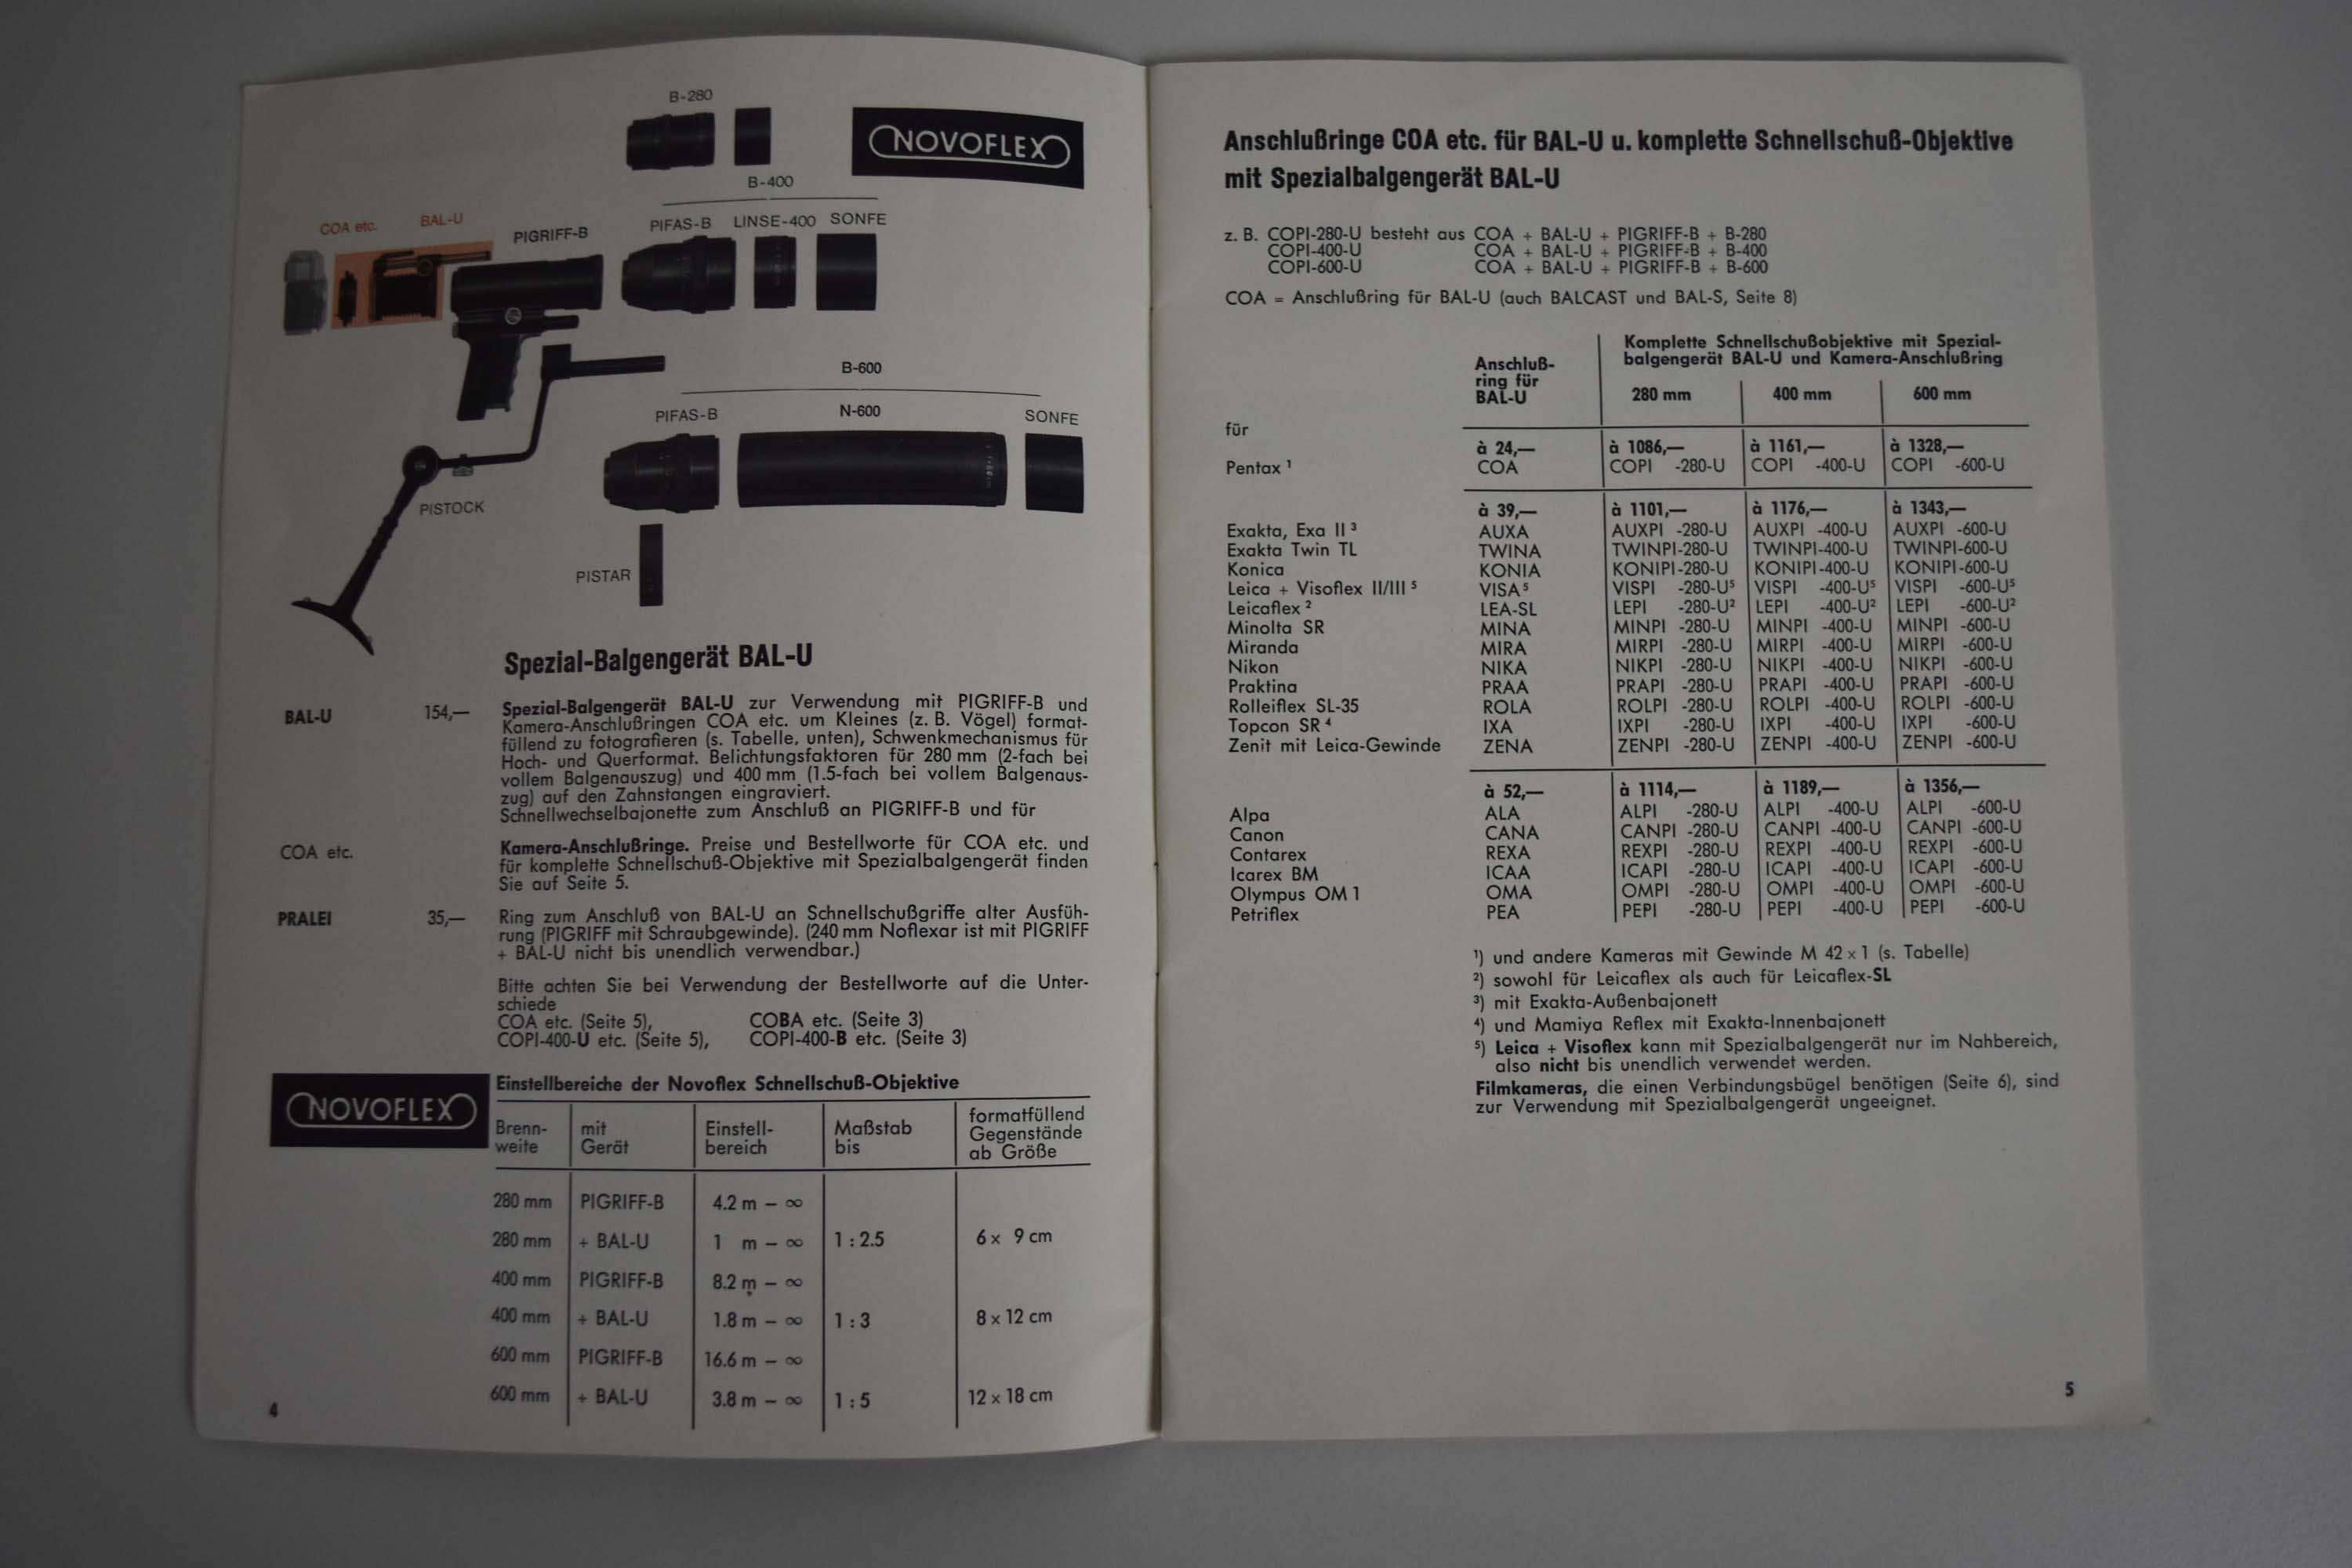 B-280
NOVOFLEX
B-400
COA etc.
BAL-U
PIGRIFF-B
PIFAS-B
LINSE-400
SONFE
B-600
PIFAS-B
N-600
SONFE
PISTOCK
PISTAR
Spezial-Balgengerät BAL-U
BAL-U 154,— Spezial-Balgengerät BAL-U zur Verwendung mit PIGRIFF-B und
Kamera-Anschlußringen COA etc. um Kleines (z. B. Vögel) format-
füllend zu fotografieren (s. Tabelle, unten), Schwenkmechanismus für
Hoch- und Querformat. Belichtungsfaktoren für 280 mm (2-fach bei
vollem Balgenauszug) und 400 mm (1.5-fach bei vollem Balgenaus-
zug) auf den Zahnstangen eingraviert.
Schnellwechselbajonette zum Anschluß an PIGRIFF-B und für
COA etc. Kamera-Anschlußringe. Preise und Bestellworte für COA etc. und
für komplette Schnellschuß-Objektive mit Spezialbalgengerät finden
Sie auf Seite 5.
PRALEI 35,— Ring zum Anschluß von BAL-U an Schnellschußgriffe alter Ausfüh-
rung (PIGRIFF mit Schraubgewinde). (240 mm Noflexar ist mit PIGRIFF
+ BAL-U nicht bis unendlich verwendbar.)
Bitte achten Sie bei Verwendung der Bestellworte auf die Unter-
schiede
COA etc. (Seite 5), COBA etc. (Seite 3)
COPI-400-U etc. (Seite 5), COPI-400-B etc. (Seite 3)
NOVOFLEX
Einstellbereiche der Novoflex Schnellschuß-Objektive
Brenn- mit Einstell- Maßstab formatfüllend
weite Gerät bereich bis Gegenstände
ab Größe
280 mm PIGRIFF-B 4.2 m – ∞
280 mm + BAL-U 1 m – ∞ 1 : 2.5 6 x 9 cm
400 mm PIGRIFF-B 8.2 m – ∞
400 mm + BAL-U 1.8 m – ∞ 1 : 3 8 x 12 cm
600 mm PIGRIFF-B 16.6 m – ∞
600 mm + BAL-U 3.8 m – ∞ 1 : 5 12 x 18 cm
4
Anschlußringe COA etc. für BAL-U u. komplette Schnellschuß-Objektive
mit Spezialbalgengerät BAL-U
z. B. COPI-280-U besteht aus COA + BAL-U + PIGRIFF-B + B-280
COPI-400-U COA + BAL-U + PIGRIFF-B + B-400
COPI-600-U COA + BAL-U + PIGRIFF-B + B-600
COA = Anschlußring für BAL-U (auch BALCAST und BAL-S, Seite 8)
Komplette Schnellschußobjektive mit Spezial-
balgengerät BAL-U und Kamera-Anschlußring
Anschluß-
ring für
BAL-U
280 mm 400 mm 600 mm
für
à 24,— à 1086,— à 1161,— à 1328,—
Pentax ¹ COA COPI -280-U COPI -400-U COPI -600-U
à 39,— à 1101,— à 1176,— à 1343,—
Exakta, Exa II ³ AUXA AUXPI -280-U AUXPI -400-U AUXPI -600-U
Exakta Twin TL TWINA TWINPI-280-U TWINPI-400-U TWINPI-600-U
Konica KONIA KONIPI-280-U KONIPI-400-U KONIPI-600-U
Leica + Visoflex II/III ⁵ VISA⁵ VISPI -280-U⁵ VISPI -400-U⁵ VISPI -600-U⁵
Leicaflex ² LEA-SL LEPI -280-U² LEPI -400-U² LEPI -600-U²
Minolta SR MINA MINPI -280-U MINPI -400-U MINPI -600-U
Miranda MIRA MIRPI -280-U MIRPI -400-U MIRPI -600-U
Nikon NIKA NIKPI -280-U NIKPI -400-U NIKPI -600-U
Praktina PRAA PRAPI -280-U PRAPI -400-U PRAPI -600-U
Rolleiflex SL-35 ROLA ROLPI -280-U ROLPI -400-U ROLPI -600-U
Topcon SR ⁴ IXA IXPI -280-U IXPI -400-U IXPI -600-U
Zenit mit Leica-Gewinde ZENA ZENPI -280-U ZENPI -400-U ZENPI -600-U
à 52,— à 1114,— à 1189,— à 1356,—
Alpa ALA ALPI -280-U ALPI -400-U ALPI -600-U
Canon CANA CANPI -280-U CANPI -400-U CANPI -600-U
Contarex REXA REXPI -280-U REXPI -400-U REXPI -600-U
Icarex BM ICAA ICAPI -280-U ICAPI -400-U ICAPI -600-U
Olympus OM 1 OMA OMPI -280-U OMPI -400-U OMPI -600-U
Petriflex PEA PEPI -280-U PEPI -400-U PEPI -600-U
¹) und andere Kameras mit Gewinde M 42 x 1 (s. Tabelle)
²) sowohl für Leicaflex als auch für Leicaflex-SL
³) mit Exakta-Außenbajonett
⁴) und Mamiya Reflex mit Exakta-Innenbajonett
⁵) Leica + Visoflex kann mit Spezialbalgengerät nur im Nahbereich,
also nicht bis unendlich verwendet werden.
Filmkameras, die einen Verbindungsbügel benötigen (Seite 6), sind
zur Verwendung mit Spezialbalgengerät ungeeignet.
5